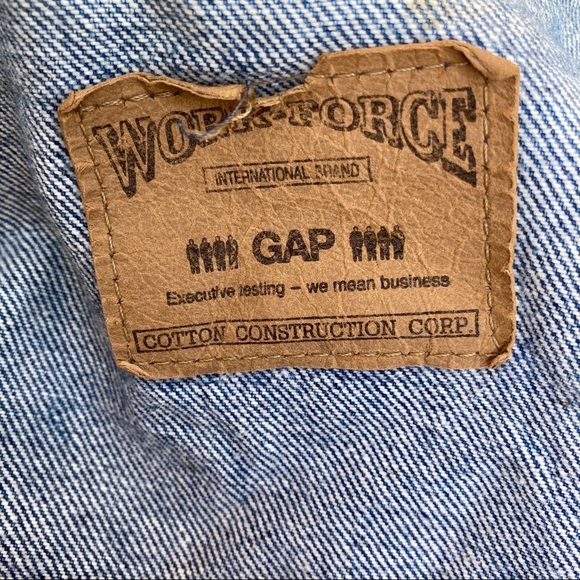 WORK-FORCE
INTERNATIONAL BRAND
GAP
Executive testing – we mean business
COTTON CONSTRUCTION CORP.